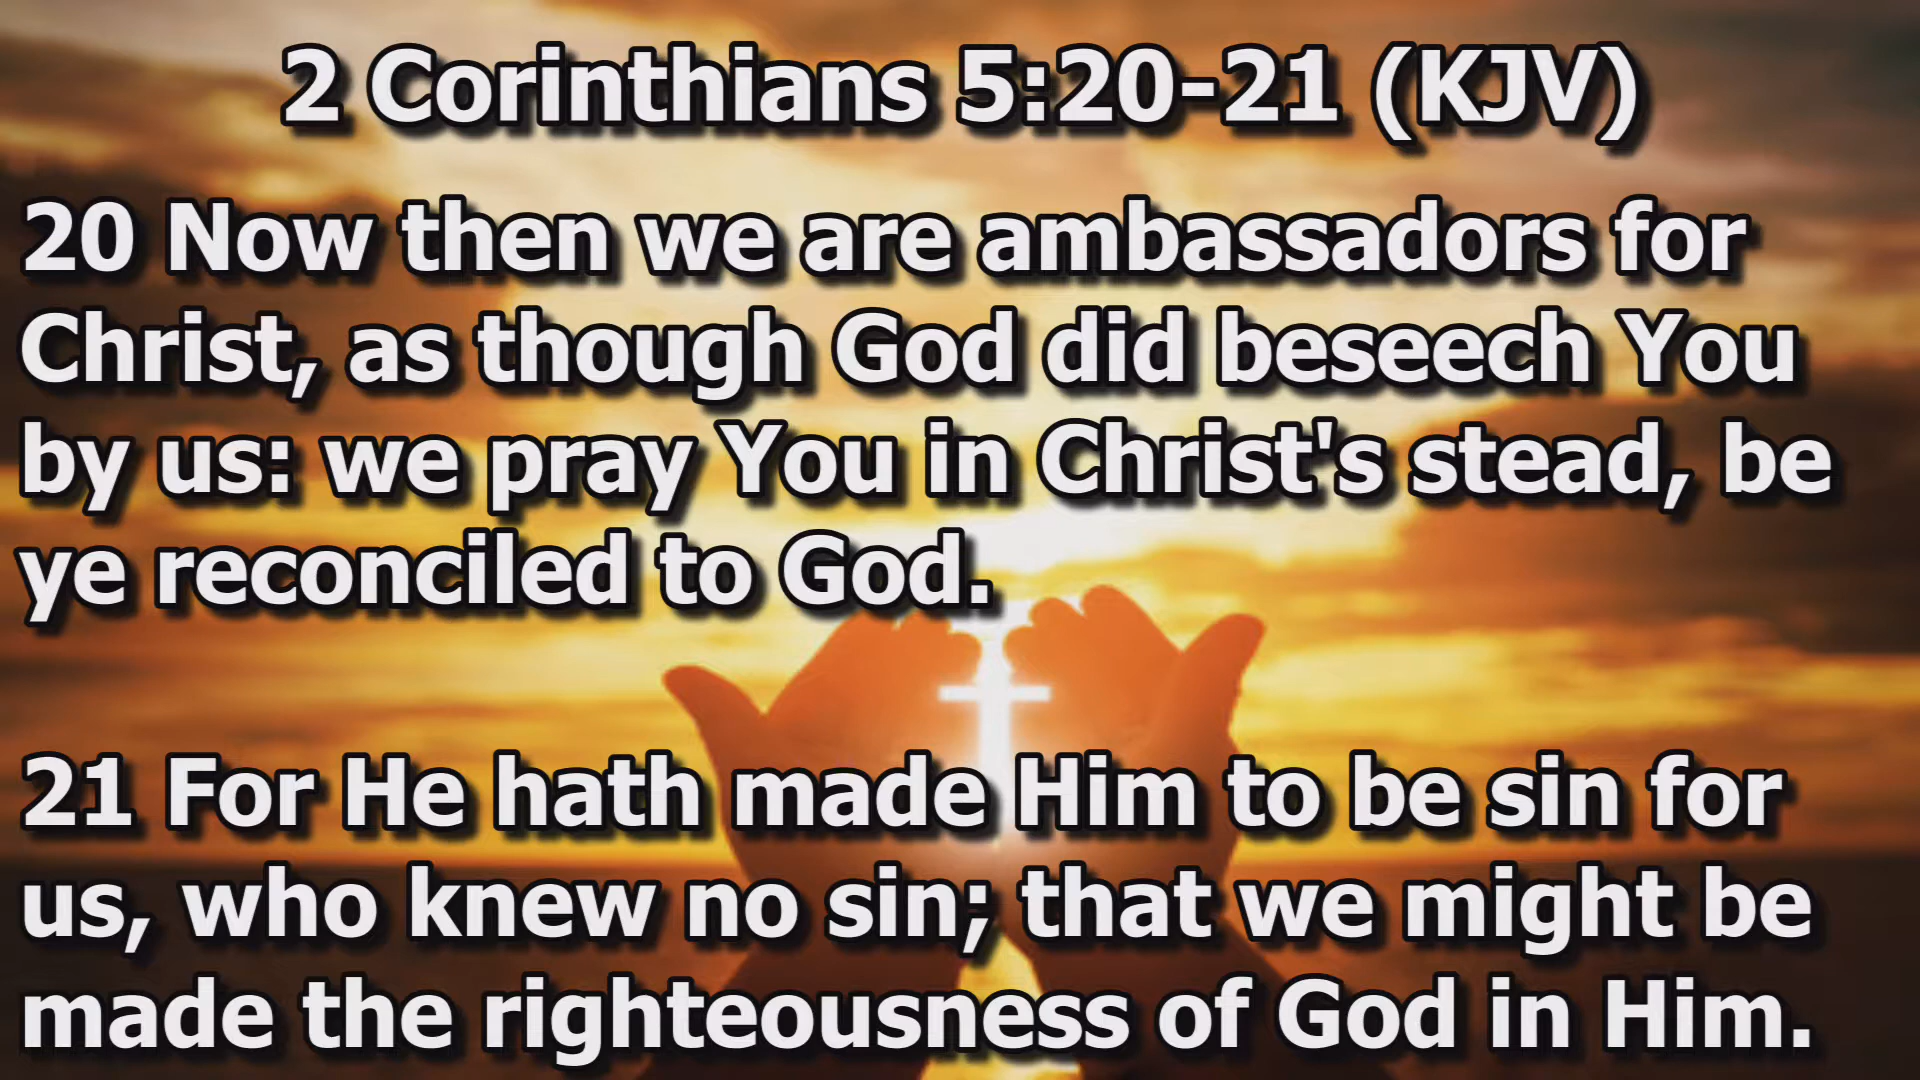 2 Corinthians 5:20-21 (KJV)
20 Now then we are ambassadors for
Christ, as though God did beseech You
by us: we pray You in Christ's stead, be
ye reconciled to God.
21 For He hath made Him to be sin for
us, who knew no sin; that we might be
made the righteousness of God in Him.